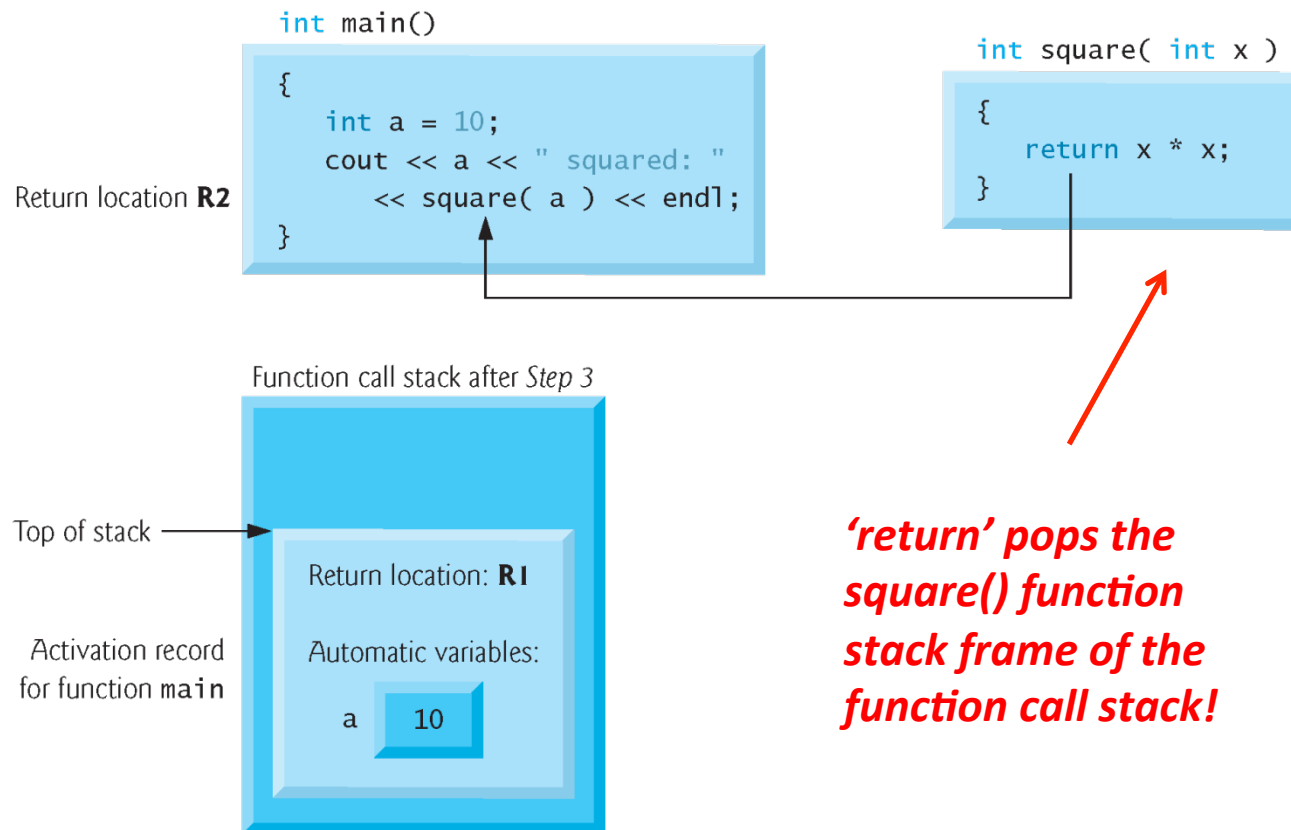 int main()
{
int a = 10;
cout << a << " squared: "
<< square( a ) << endl;
}
Return location R2
int square( int x )
{
return x * x;
}
Function call stack after Step 3
Top of stack
Return location: R1
Activation record
for function main
Automatic variables:
a 10
‘return’ pops the
square() function
stack frame of the
function call stack!